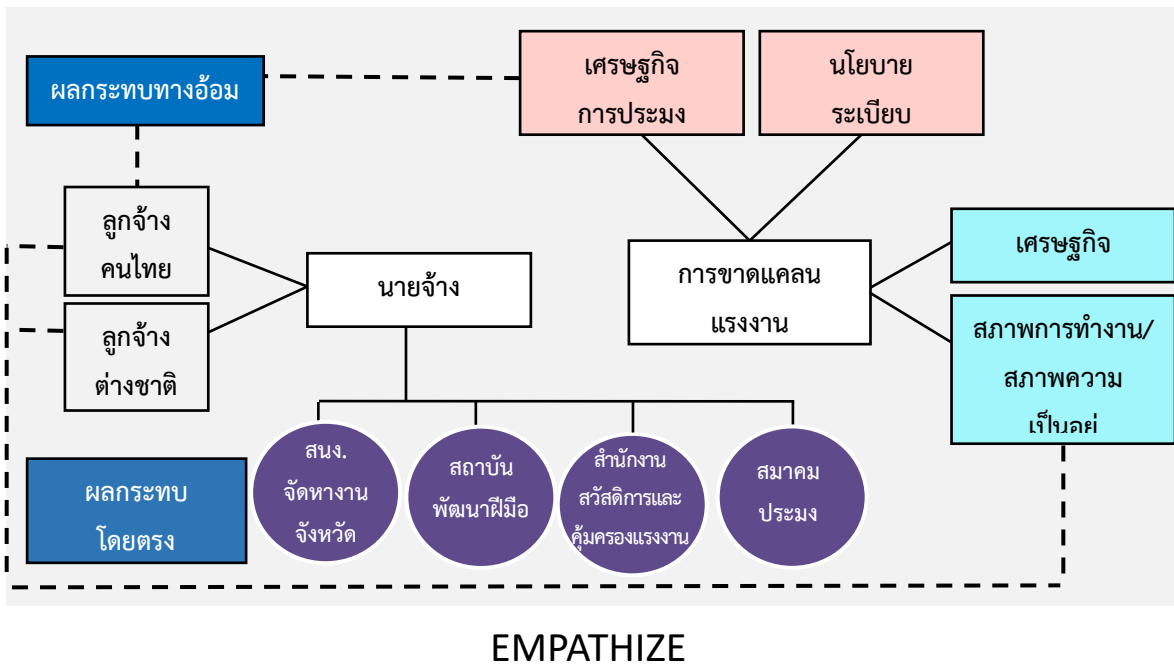 ผลกระทบทางอ้อม
เศรษฐกิจ
การประมง
นโยบาย
ระเบียบ
ลูกจ้าง
คนไทย
ลูกจ้าง
ต่างชาติ
นายจ้าง
การขาดแคลน
แรงงาน
เศรษฐกิจ
สภาพการทำงาน/
สภาพความ
เป็นอยู่
ผลกระทบ
โดยตรง
สนง.
จัดหางาน
จังหวัด
สถาบัน
พัฒนาฝีมือ
สำนักงาน
สวัสดิการและ
คุ้มครองแรงงาน
สมาคม
ประมง
EMPATHIZE